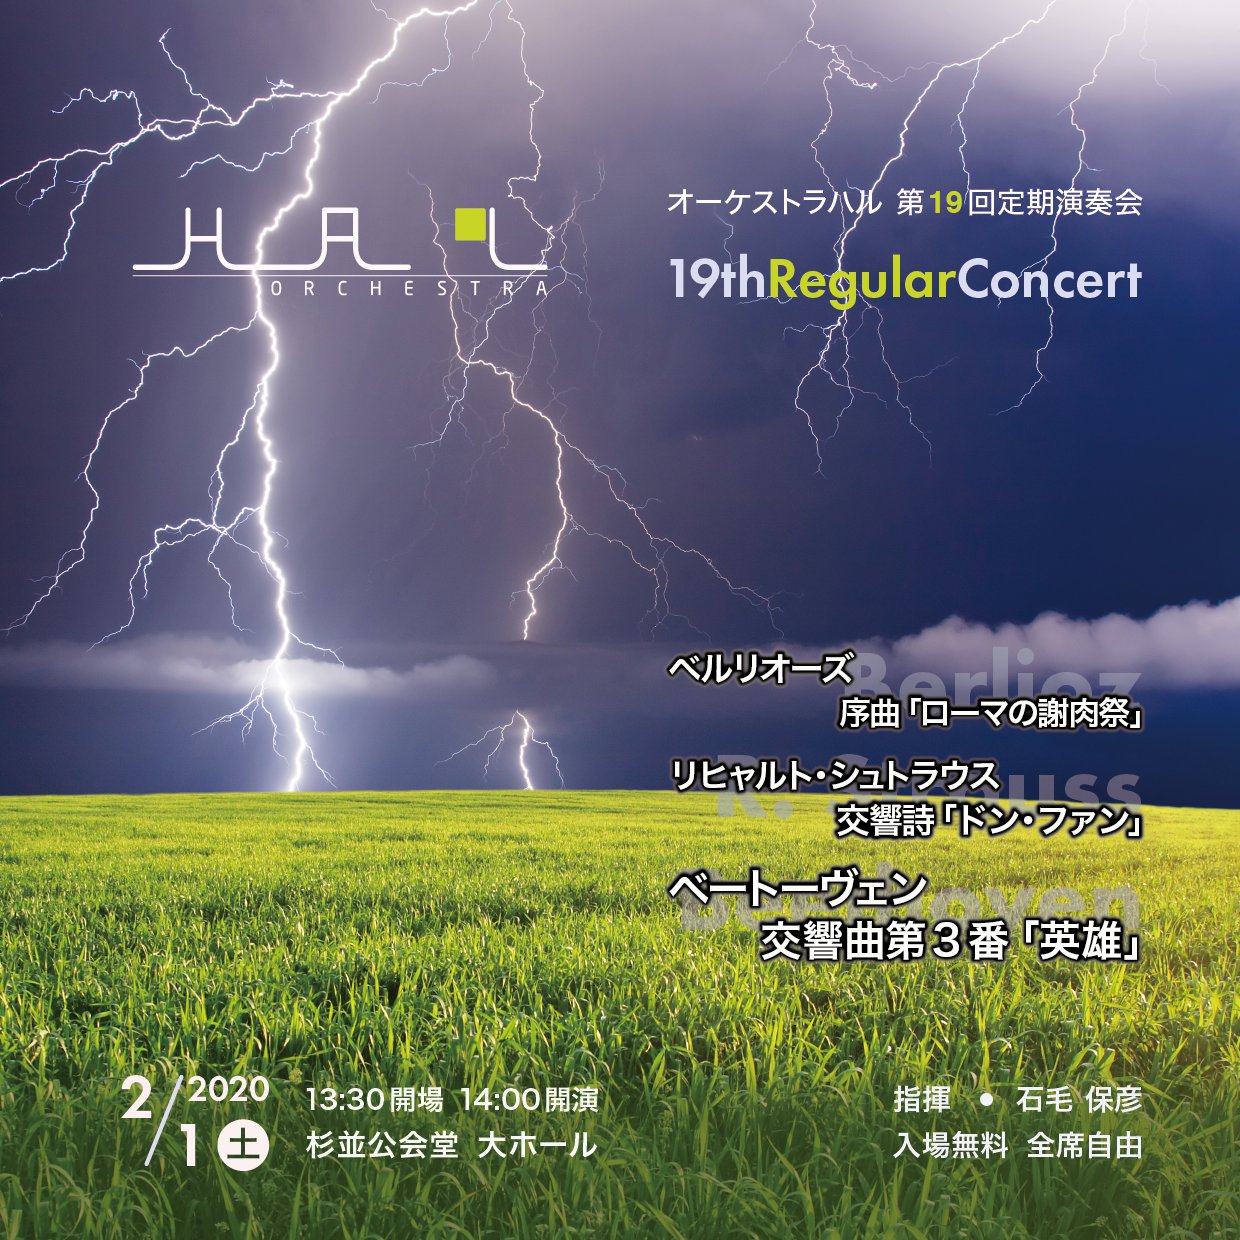 HAL
ORCHESTRA
オーケストラハル 第19回定期演奏会
19thRegularConcert
Berlioz
ベルリオーズ
序曲「ローマの謝肉祭」
R. Strauss
リヒャルト・シュトラウス
交響詩「ドン・ファン」
Beethoven
ベートーヴェン
交響曲第3番「英雄」
2/1 2020 土
13:30開場 14:00開演
杉並公会堂 大ホール
指揮 ● 石毛 保彦
入場無料 全席自由